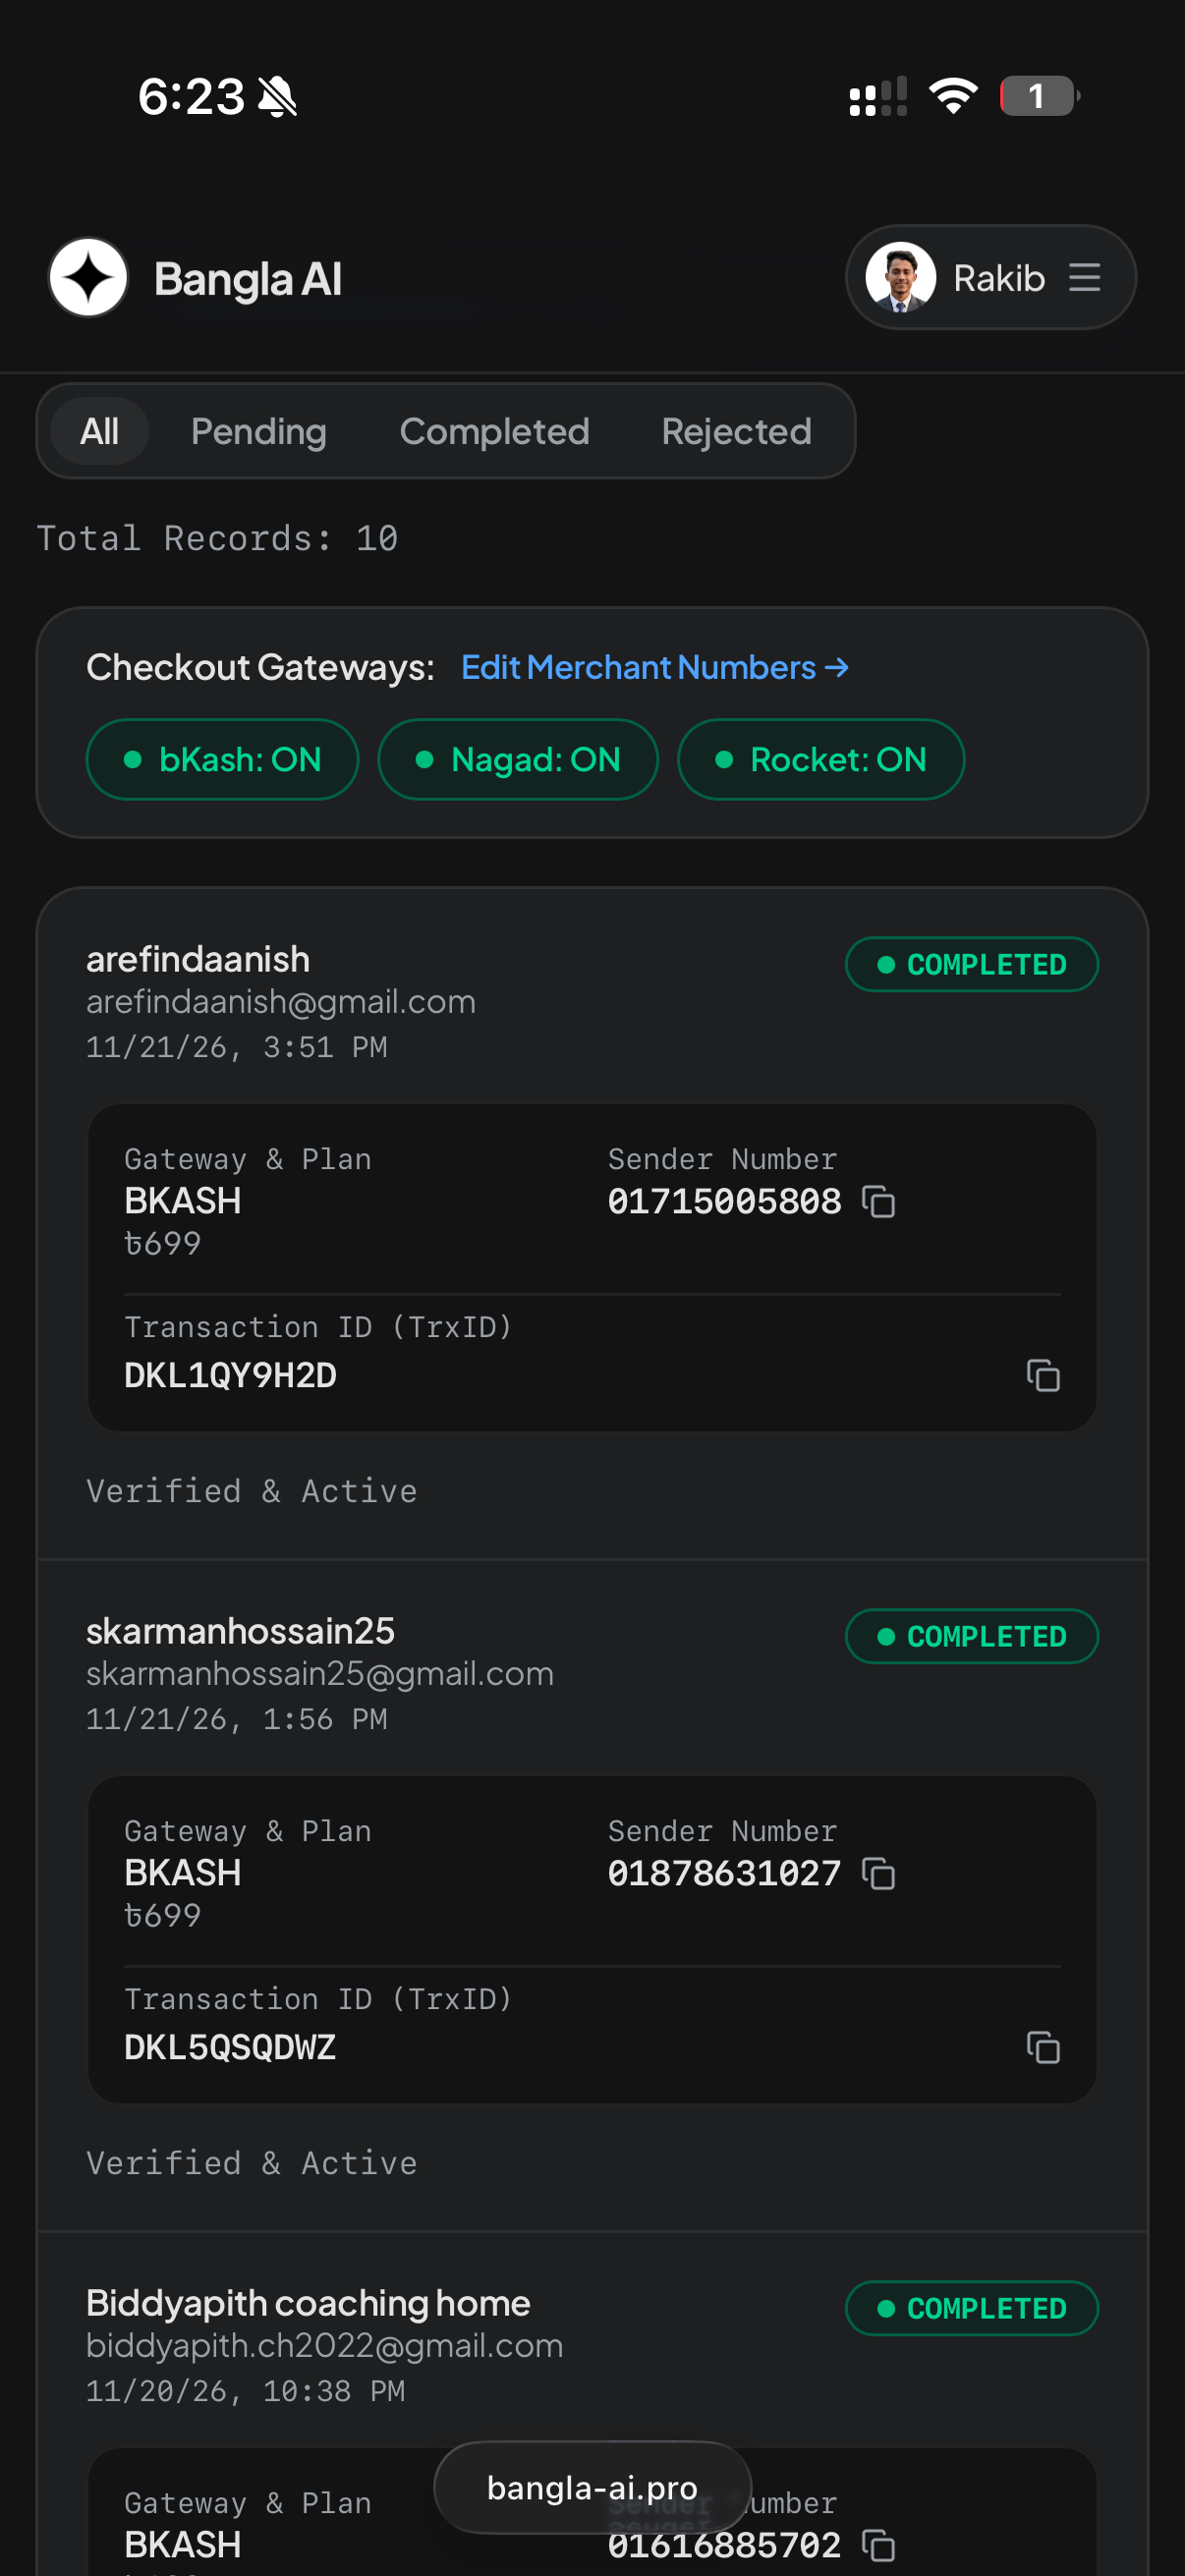 6:23
1
Bangla AI
Rakib
All Pending Completed Rejected
Total Records: 10
Checkout Gateways: Edit Merchant Numbers →
bKash: ON Nagad: ON Rocket: ON
arefindaanish COMPLETED
arefindaanish@gmail.com
11/21/26, 3:51 PM
Gateway & Plan Sender Number
BKASH 01715005808
৳699
Transaction ID (TrxID)
DKL1QY9H2D
Verified & Active
skarmanhossain25 COMPLETED
skarmanhossain25@gmail.com
11/21/26, 1:56 PM
Gateway & Plan Sender Number
BKASH 01878631027
৳699
Transaction ID (TrxID)
DKL5QSQDWZ
Verified & Active
Biddyapith coaching home COMPLETED
biddyapith.ch2022@gmail.com
11/20/26, 10:38 PM
Gateway & Plan
bangla-ai.pro
BKASH 01616885702